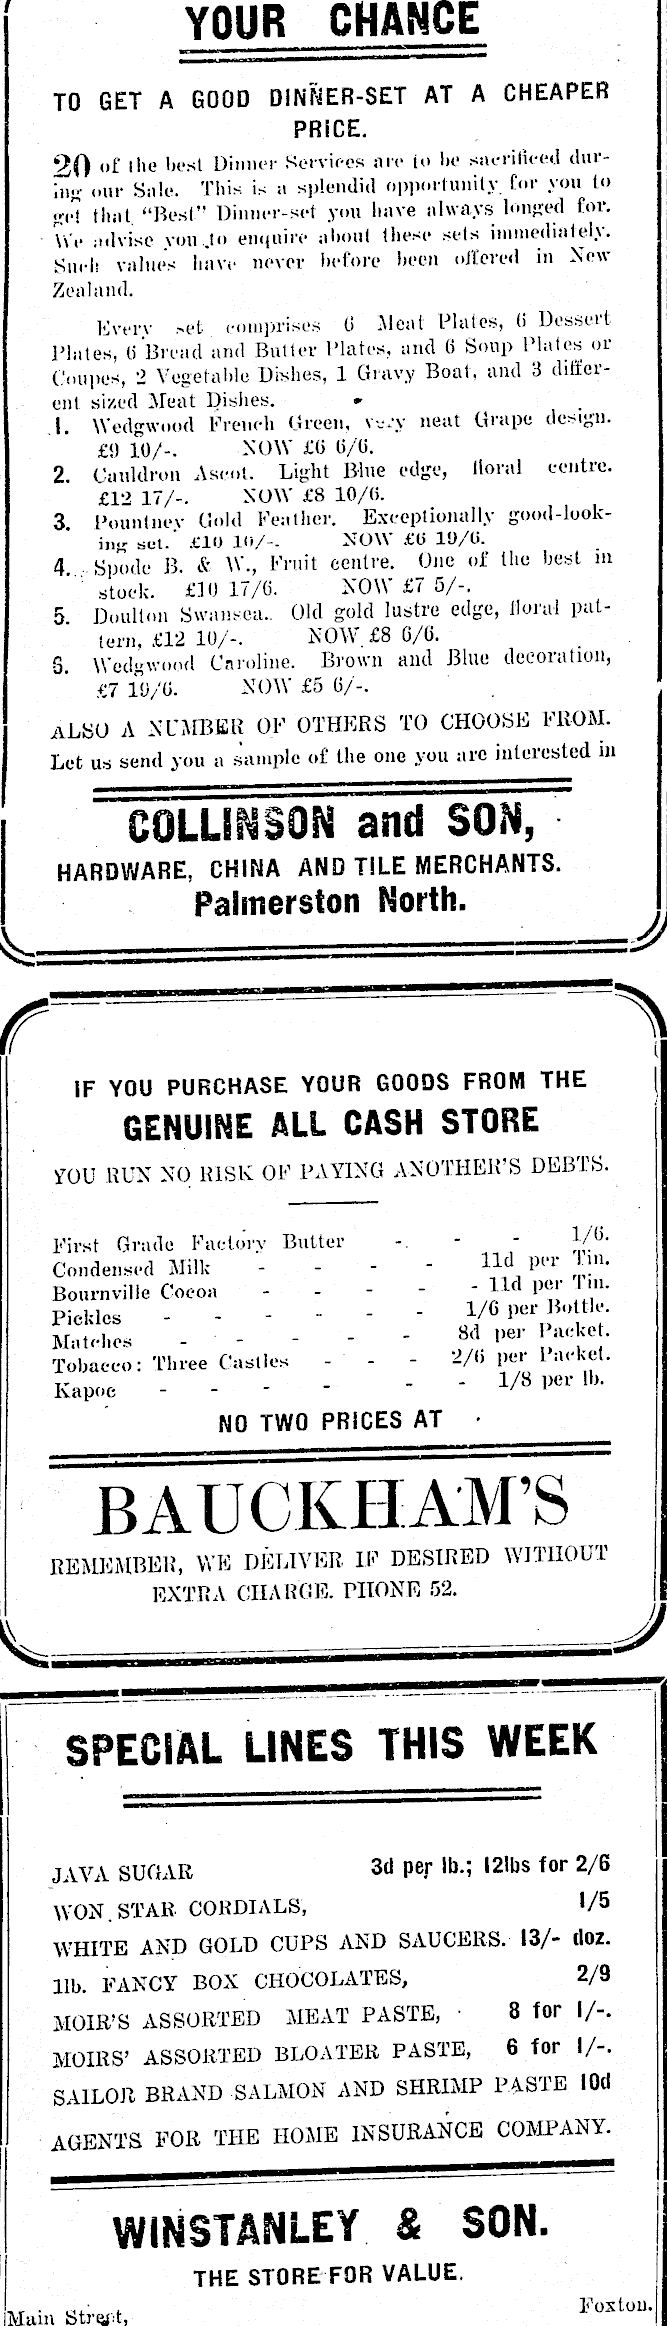 YOUR CHANCE
TO GET A GOOD DINNER-SET AT A CHEAPER
PRICE.
20 of the best Dinner Services are to be sacrificed dur-
ing our Sale. This is a splendid opportunity for you to
get that "Best" Dinner-set you have always longed for.
We advise you to enquire about these sets immediately.
Such values have never before been offered in New
Zealand.
Every set comprises 6 Meat Plates, 6 Dessert
Plates, 6 Bread and Butter Plates, and 6 Soup Plates or
Coupes, 2 Vegetable Dishes, 1 Gravy Boat, and 3 differ-
ent sized Meat Dishes.
1. Wedgwood French Green, very neat Grape design.
£9 10/-. NOW £6 6/6.
2. Cauldron Ascot. Light Blue edge, floral centre.
£12 17/-. NOW £8 10/6.
3. Pountney Gold Feather. Exceptionally good-look-
ing set. £10 10/-. NOW £6 19/6.
4. Spode B. & W., Fruit centre. One of the best in
stock. £10 17/6. NOW £7 5/-.
5. Doulton Swansea. Old gold lustre edge, floral pat-
tern, £12 10/-. NOW £8 6/6.
6. Wedgwood Caroline. Brown and Blue decoration,
£7 19/6. NOW £5 6/-.
ALSO A NUMBER OF OTHERS TO CHOOSE FROM.
Let us send you a sample of the one you are interested in
COLLINSON and SON,
HARDWARE, CHINA AND TILE MERCHANTS.
Palmerston North.
IF YOU PURCHASE YOUR GOODS FROM THE
GENUINE ALL CASH STORE
YOU RUN NO RISK OF PAYING ANOTHER'S DEBTS.
First Grade Factory Butter - - - 1/6.
Condensed Milk - - - - 11d per Tin.
Bournville Cocoa - - - - - 11d per Tin.
Pickles - - - - - - 1/6 per Bottle.
Matches - - - - - 8d per Packet.
Tobacco: Three Castles - - - 2/6 per Packet.
Kapoc - - - - - - 1/8 per lb.
NO TWO PRICES AT
BAUCKHAM'S
REMEMBER, WE DELIVER IF DESIRED WITHOUT
EXTRA CHARGE. PHONE 52.
SPECIAL LINES THIS WEEK
JAVA SUGAR 3d per lb.; 12lbs for 2/6
WON STAR CORDIALS, 1/5
WHITE AND GOLD CUPS AND SAUCERS. 13/- doz.
1lb. FANCY BOX CHOCOLATES, 2/9
MOIR'S ASSORTED MEAT PASTE, 8 for 1/-.
MOIRS' ASSORTED BLOATER PASTE, 6 for 1/-.
SAILOR BRAND SALMON AND SHRIMP PASTE 10d
AGENTS FOR THE HOME INSURANCE COMPANY.
WINSTANLEY & SON.
THE STORE FOR VALUE.
Main Street, Foxton.